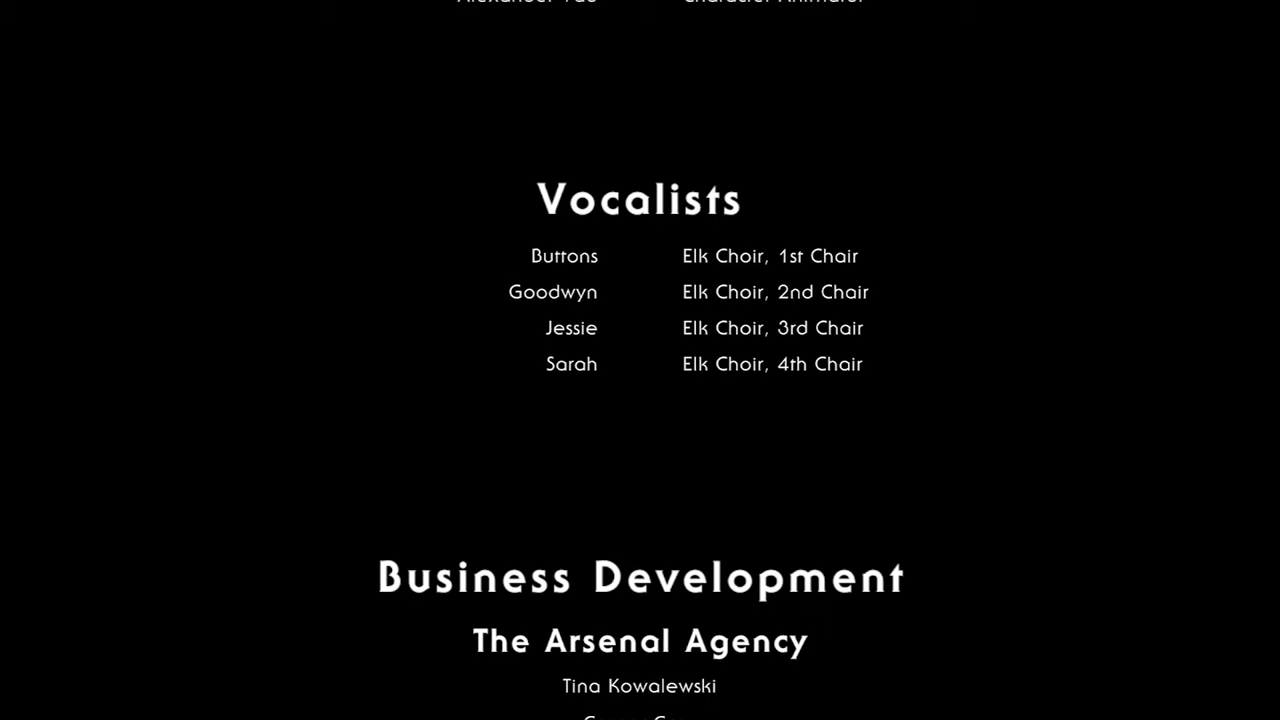 Vocalists
Buttons Elk Choir, 1st Chair
Goodwyn Elk Choir, 2nd Chair
Jessie Elk Choir, 3rd Chair
Sarah Elk Choir, 4th Chair
Business Development
The Arsenal Agency
Tina Kowalewski